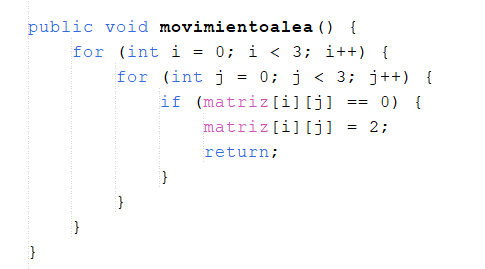 public void movimientoalea() {
    for (int i = 0; i < 3; i++) {
        for (int j = 0; j < 3; j++) {
            if (matriz[i][j] == 0) {
                matriz[i][j] = 2;
                return;
            }
        }
    }
}